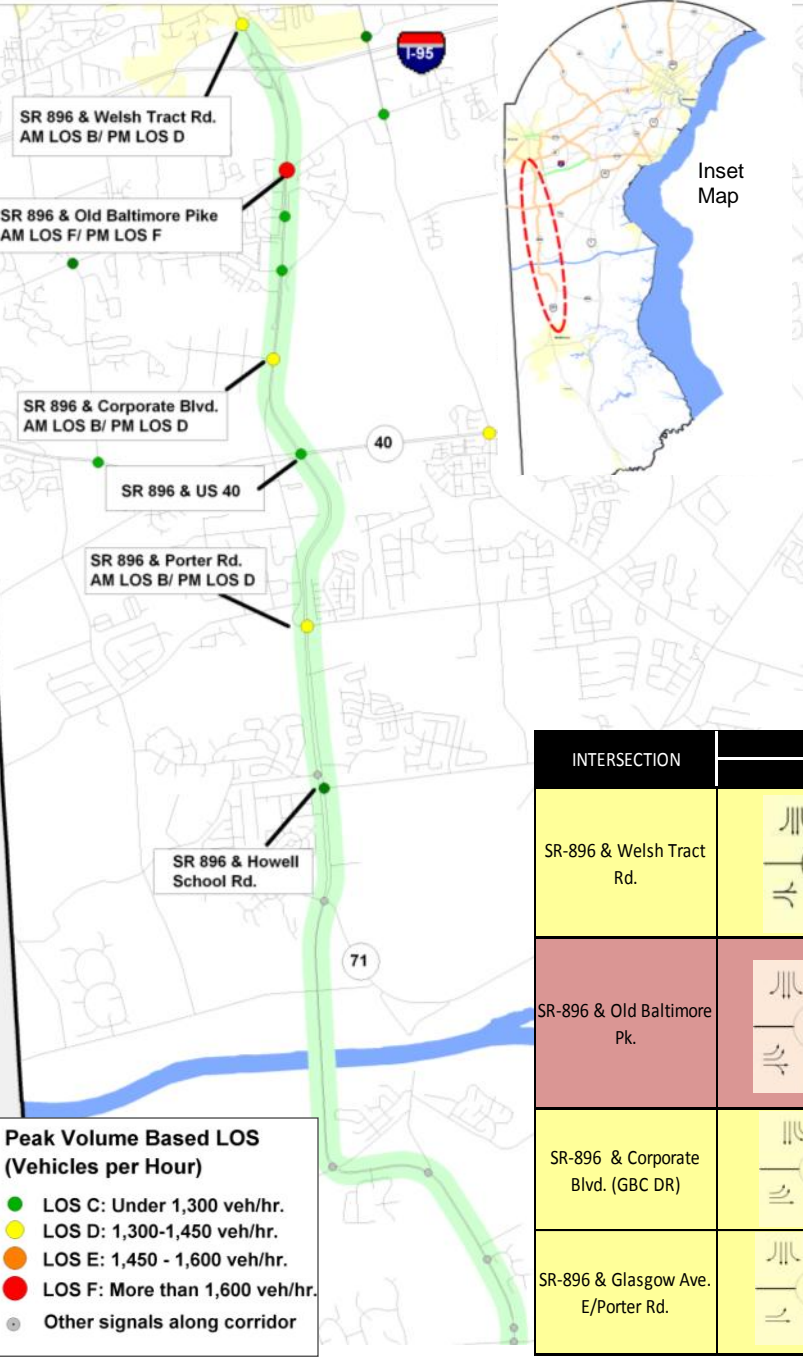 I-95
SR 896 & Welsh Tract Rd.
AM LOS B/ PM LOS D
Inset
Map
SR 896 & Old Baltimore Pike
AM LOS F/ PM LOS F
SR 896 & Corporate Blvd.
AM LOS B/ PM LOS D
40
SR 896 & US 40
SR 896 & Porter Rd.
AM LOS B/ PM LOS D
SR 896 & Howell
School Rd.
71
INTERSECTION
SR-896 & Welsh Tract
Rd.
SR-896 & Old Baltimore
Pk.
SR-896 & Corporate
Blvd. (GBC DR)
SR-896 & Glasgow Ave.
E/Porter Rd.
Peak Volume Based LOS
(Vehicles per Hour)
LOS C: Under 1,300 veh/hr.
LOS D: 1,300-1,450 veh/hr.
LOS E: 1,450 - 1,600 veh/hr.
LOS F: More than 1,600 veh/hr.
Other signals along corridor